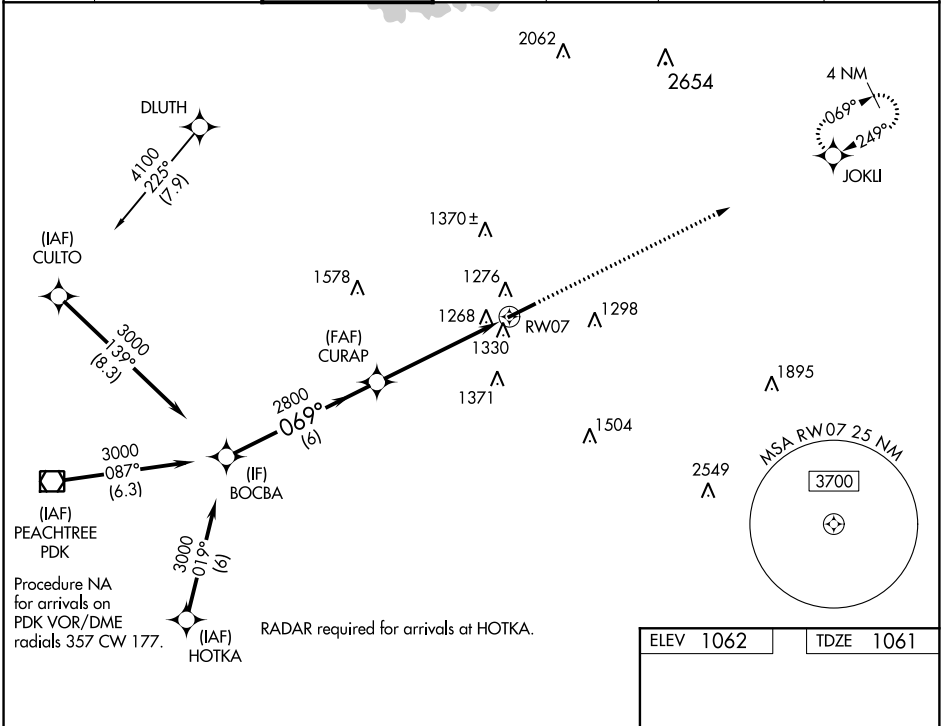 2062
2654
4 NM
069°
249°
JOKLI
DLUTH
4100
225°
(7.9)
1370 ±
(IAF)
CULTO
1578
1276
1268
RW07
1298
1330
3000
139°
(8.3)
(FAF)
CURAP
1371
1895
2800
069°
(6)
1504
MSA RW07 25 NM
3700
3000
087°
(6.3)
(IF)
BOCBA
2549
(IAF)
PEACHTREE
PDK
3000
019°
(6)
Procedure NA
for arrivals on
PDK VOR/DME
radials 357 CW 177.
(IAF)
HOTKA
RADAR required for arrivals at HOTKA.
ELEV 1062
TDZE 1061